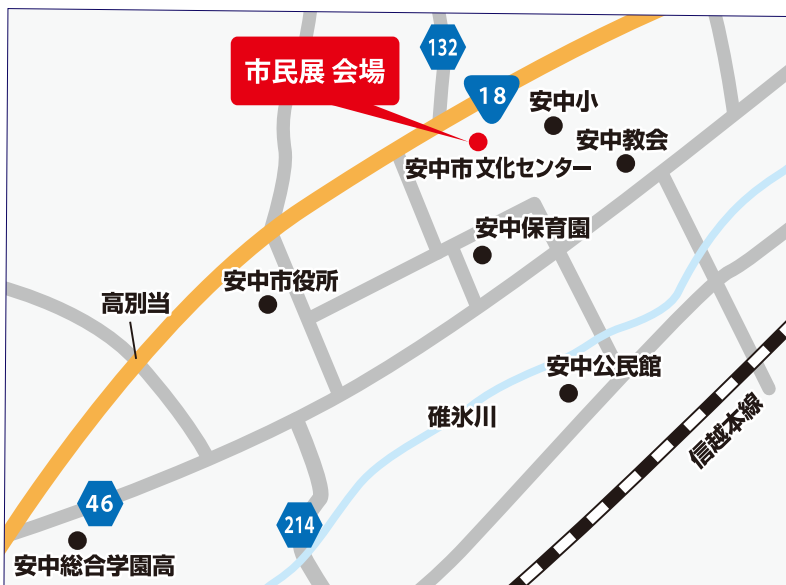 132
市民展 会場
18
安中小
安中教会
安中市文化センター
安中保育園
安中市役所
高別当
安中公民館
碓氷川
信越本線
46
214
安中総合学園高